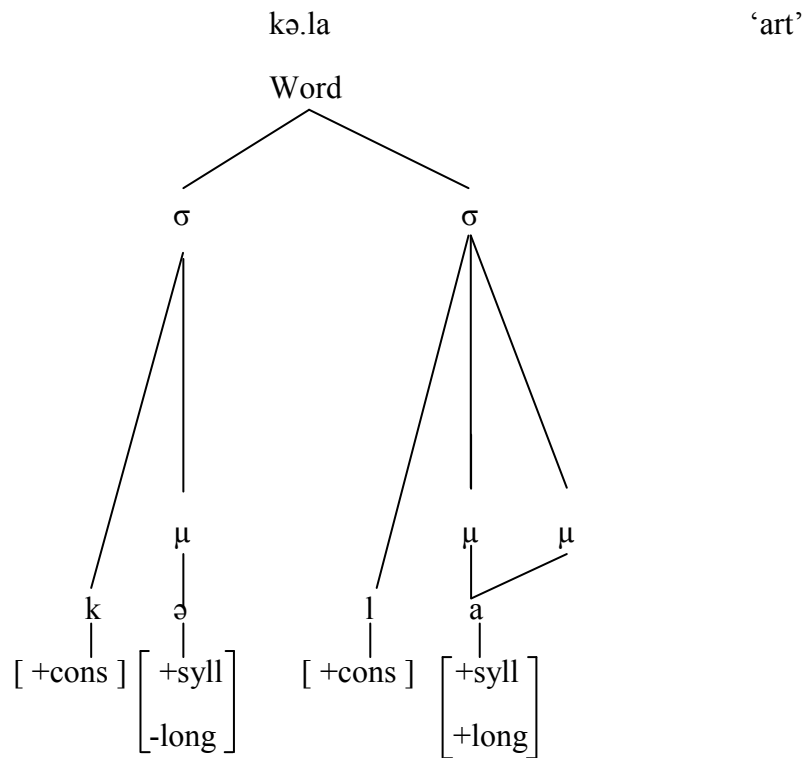 kə.la ‘art’
Word
σ σ
μ μ μ
k ə l a
[ +cons ] [ +syll [ +cons ] [ +syll
-long ] +long ]